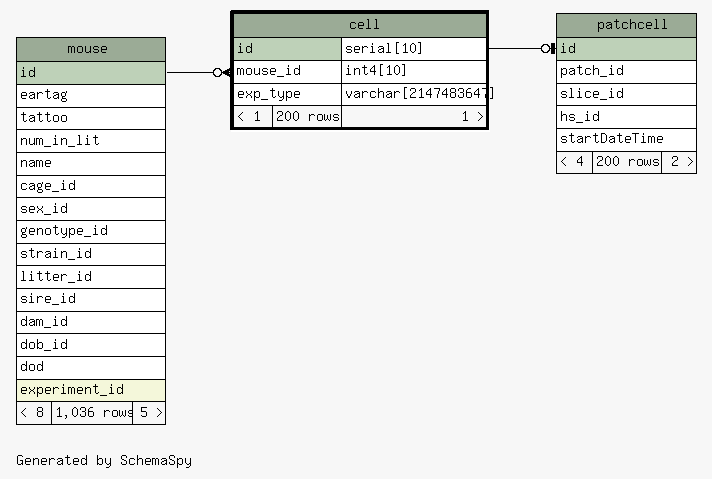 mouse
id
eartag
tattoo
num_in_lit
name
cage_id
sex_id
genotype_id
strain_id
litter_id
sire_id
dam_id
dob_id
dod
experiment_id
< 8 1,036 rows 5 >
cell
id serial[10]
mouse_id int4[10]
exp_type varchar[2147483647]
< 1 200 rows 1 >
patchcell
id
patch_id
slice_id
hs_id
startDateTime
< 4 200 rows 2 >
Generated by SchemaSpy